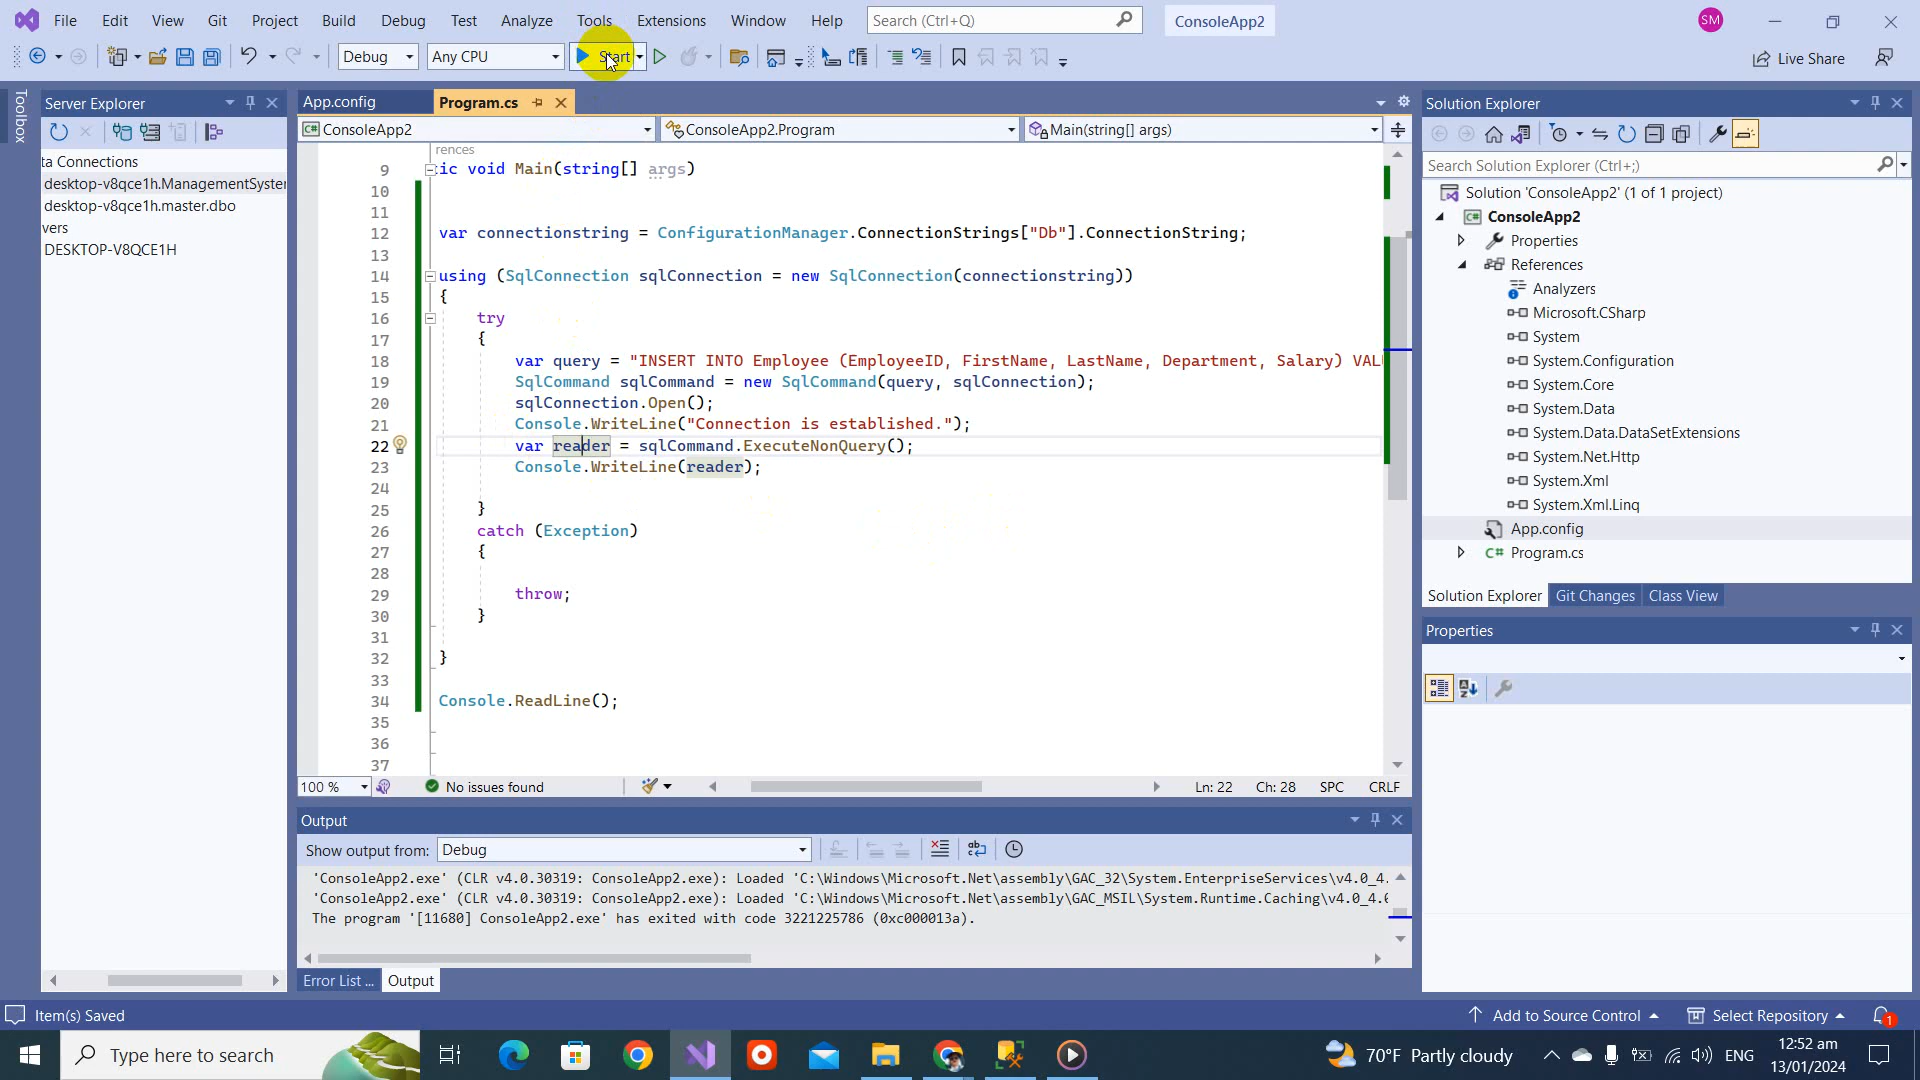 File Edit View Git Project Build Debug Test Analyze Tools Extensions Window Help Search (Ctrl+Q) ConsoleApp2 SM
Debug Any CPU Start Live Share
Toolbox
Server Explorer
ta Connections
desktop-v8qce1h.ManagementSyster
desktop-v8qce1h.master.dbo
vers
DESKTOP-V8QCE1H
App.config Program.cs
ConsoleApp2 ConsoleApp2.Program Main(string[] args)
rences
9 :ic void Main(string[] args)
10
11
12 var connectionstring = ConfigurationManager.ConnectionStrings["Db"].ConnectionString;
13
14 using (SqlConnection sqlConnection = new SqlConnection(connectionstring))
15 {
16 try
17 {
18 var query = "INSERT INTO Employee (EmployeeID, FirstName, LastName, Department, Salary) VAL
19 SqlCommand sqlCommand = new SqlCommand(query, sqlConnection);
20 sqlConnection.Open();
21 Console.WriteLine("Connection is established.");
22 var reader = sqlCommand.ExecuteNonQuery();
23 Console.WriteLine(reader);
24
25 }
26 catch (Exception)
27 {
28
29 throw;
30 }
31
32 }
33
34 Console.ReadLine();
35
36
37
100 % No issues found Ln: 22 Ch: 28 SPC CRLF
Output
Show output from: Debug
'ConsoleApp2.exe' (CLR v4.0.30319: ConsoleApp2.exe): Loaded 'C:\Windows\Microsoft.Net\assembly\GAC_32\System.EnterpriseServices\v4.0_4.
'ConsoleApp2.exe' (CLR v4.0.30319: ConsoleApp2.exe): Loaded 'C:\Windows\Microsoft.Net\assembly\GAC_MSIL\System.Runtime.Caching\v4.0_4.0
The program '[11680] ConsoleApp2.exe' has exited with code 3221225786 (0xc000013a).
Error List ... Output
Solution Explorer
Search Solution Explorer (Ctrl+;)
Solution 'ConsoleApp2' (1 of 1 project)
C# ConsoleApp2
Properties
References
Analyzers
Microsoft.CSharp
System
System.Configuration
System.Core
System.Data
System.Data.DataSetExtensions
System.Net.Http
System.Xml
System.Xml.Linq
App.config
C# Program.cs
Solution Explorer Git Changes Class View
Properties
Item(s) Saved Add to Source Control Select Repository 1
Type here to search 70°F Partly cloudy ENG 12:52 am
13/01/2024